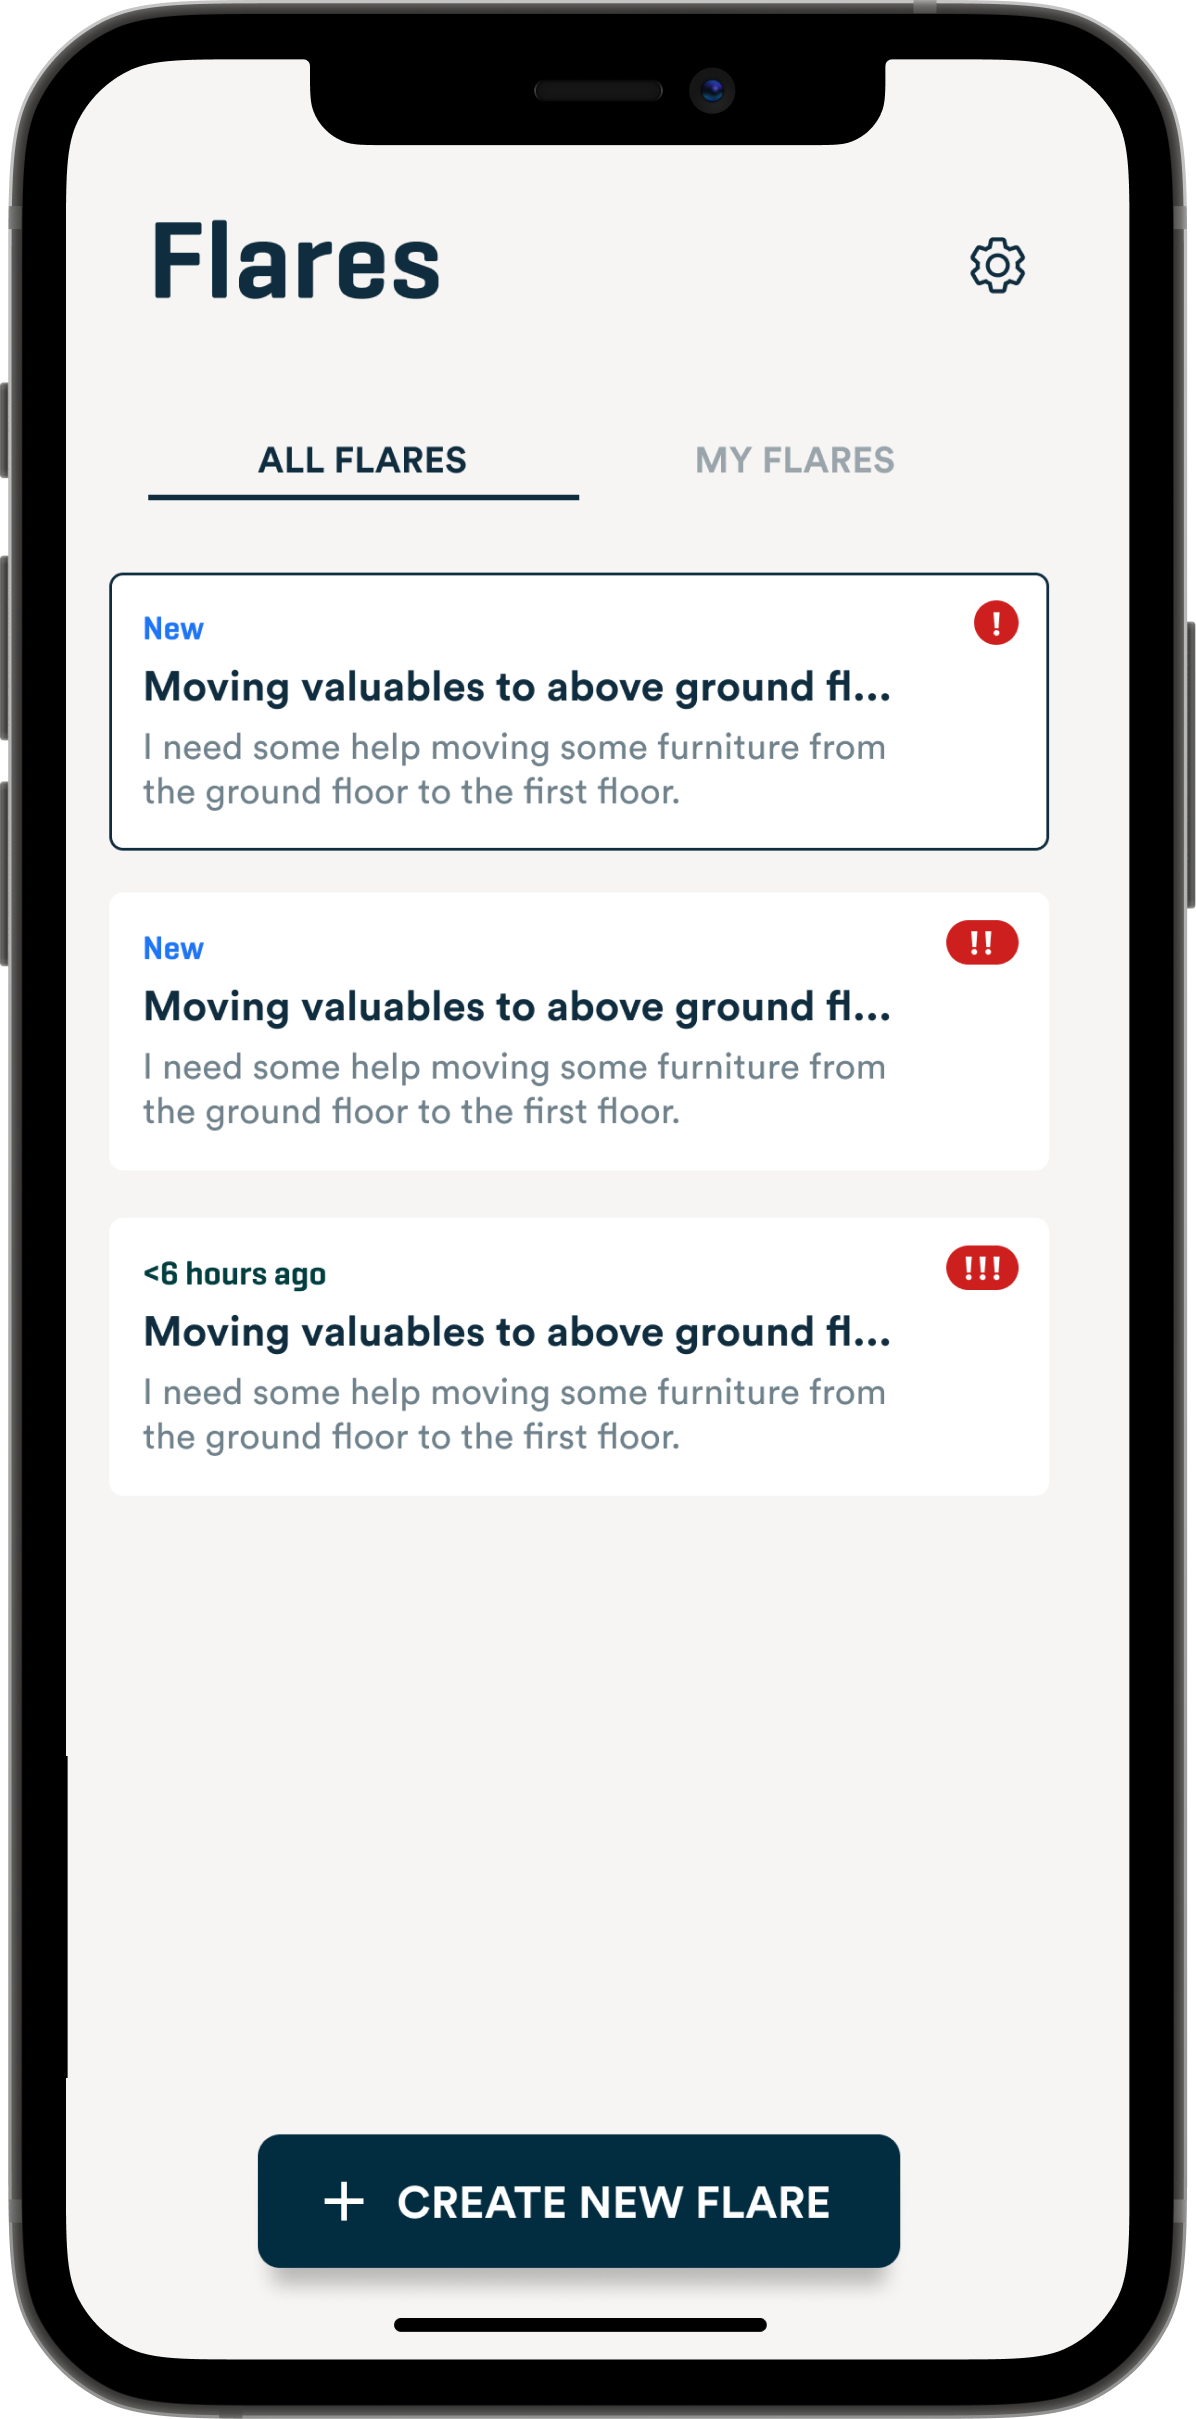 Flares
ALL FLARES
MY FLARES
New
!
Moving valuables to above ground fl...
I need some help moving some furniture from
the ground floor to the first floor.
New
!!
Moving valuables to above ground fl...
I need some help moving some furniture from
the ground floor to the first floor.
<6 hours ago
!!!
Moving valuables to above ground fl...
I need some help moving some furniture from
the ground floor to the first floor.
+ CREATE NEW FLARE